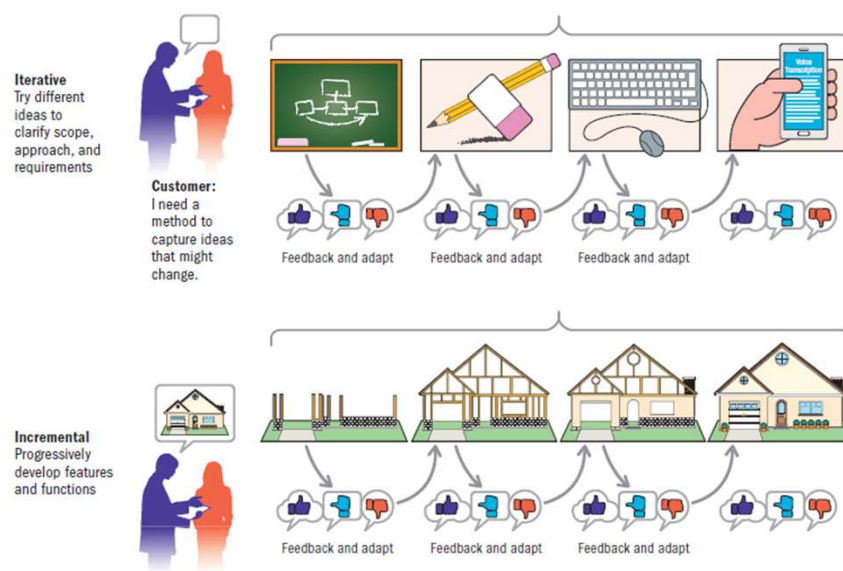 Iterative
Try different
ideas to
clarify scope,
approach, and
requirements
Customer:
I need a
method to
capture ideas
that might
change.
Voice
Transcription
Feedback and adapt
Feedback and adapt
Feedback and adapt
Incremental
Progressively
develop features
and functions
Feedback and adapt
Feedback and adapt
Feedback and adapt